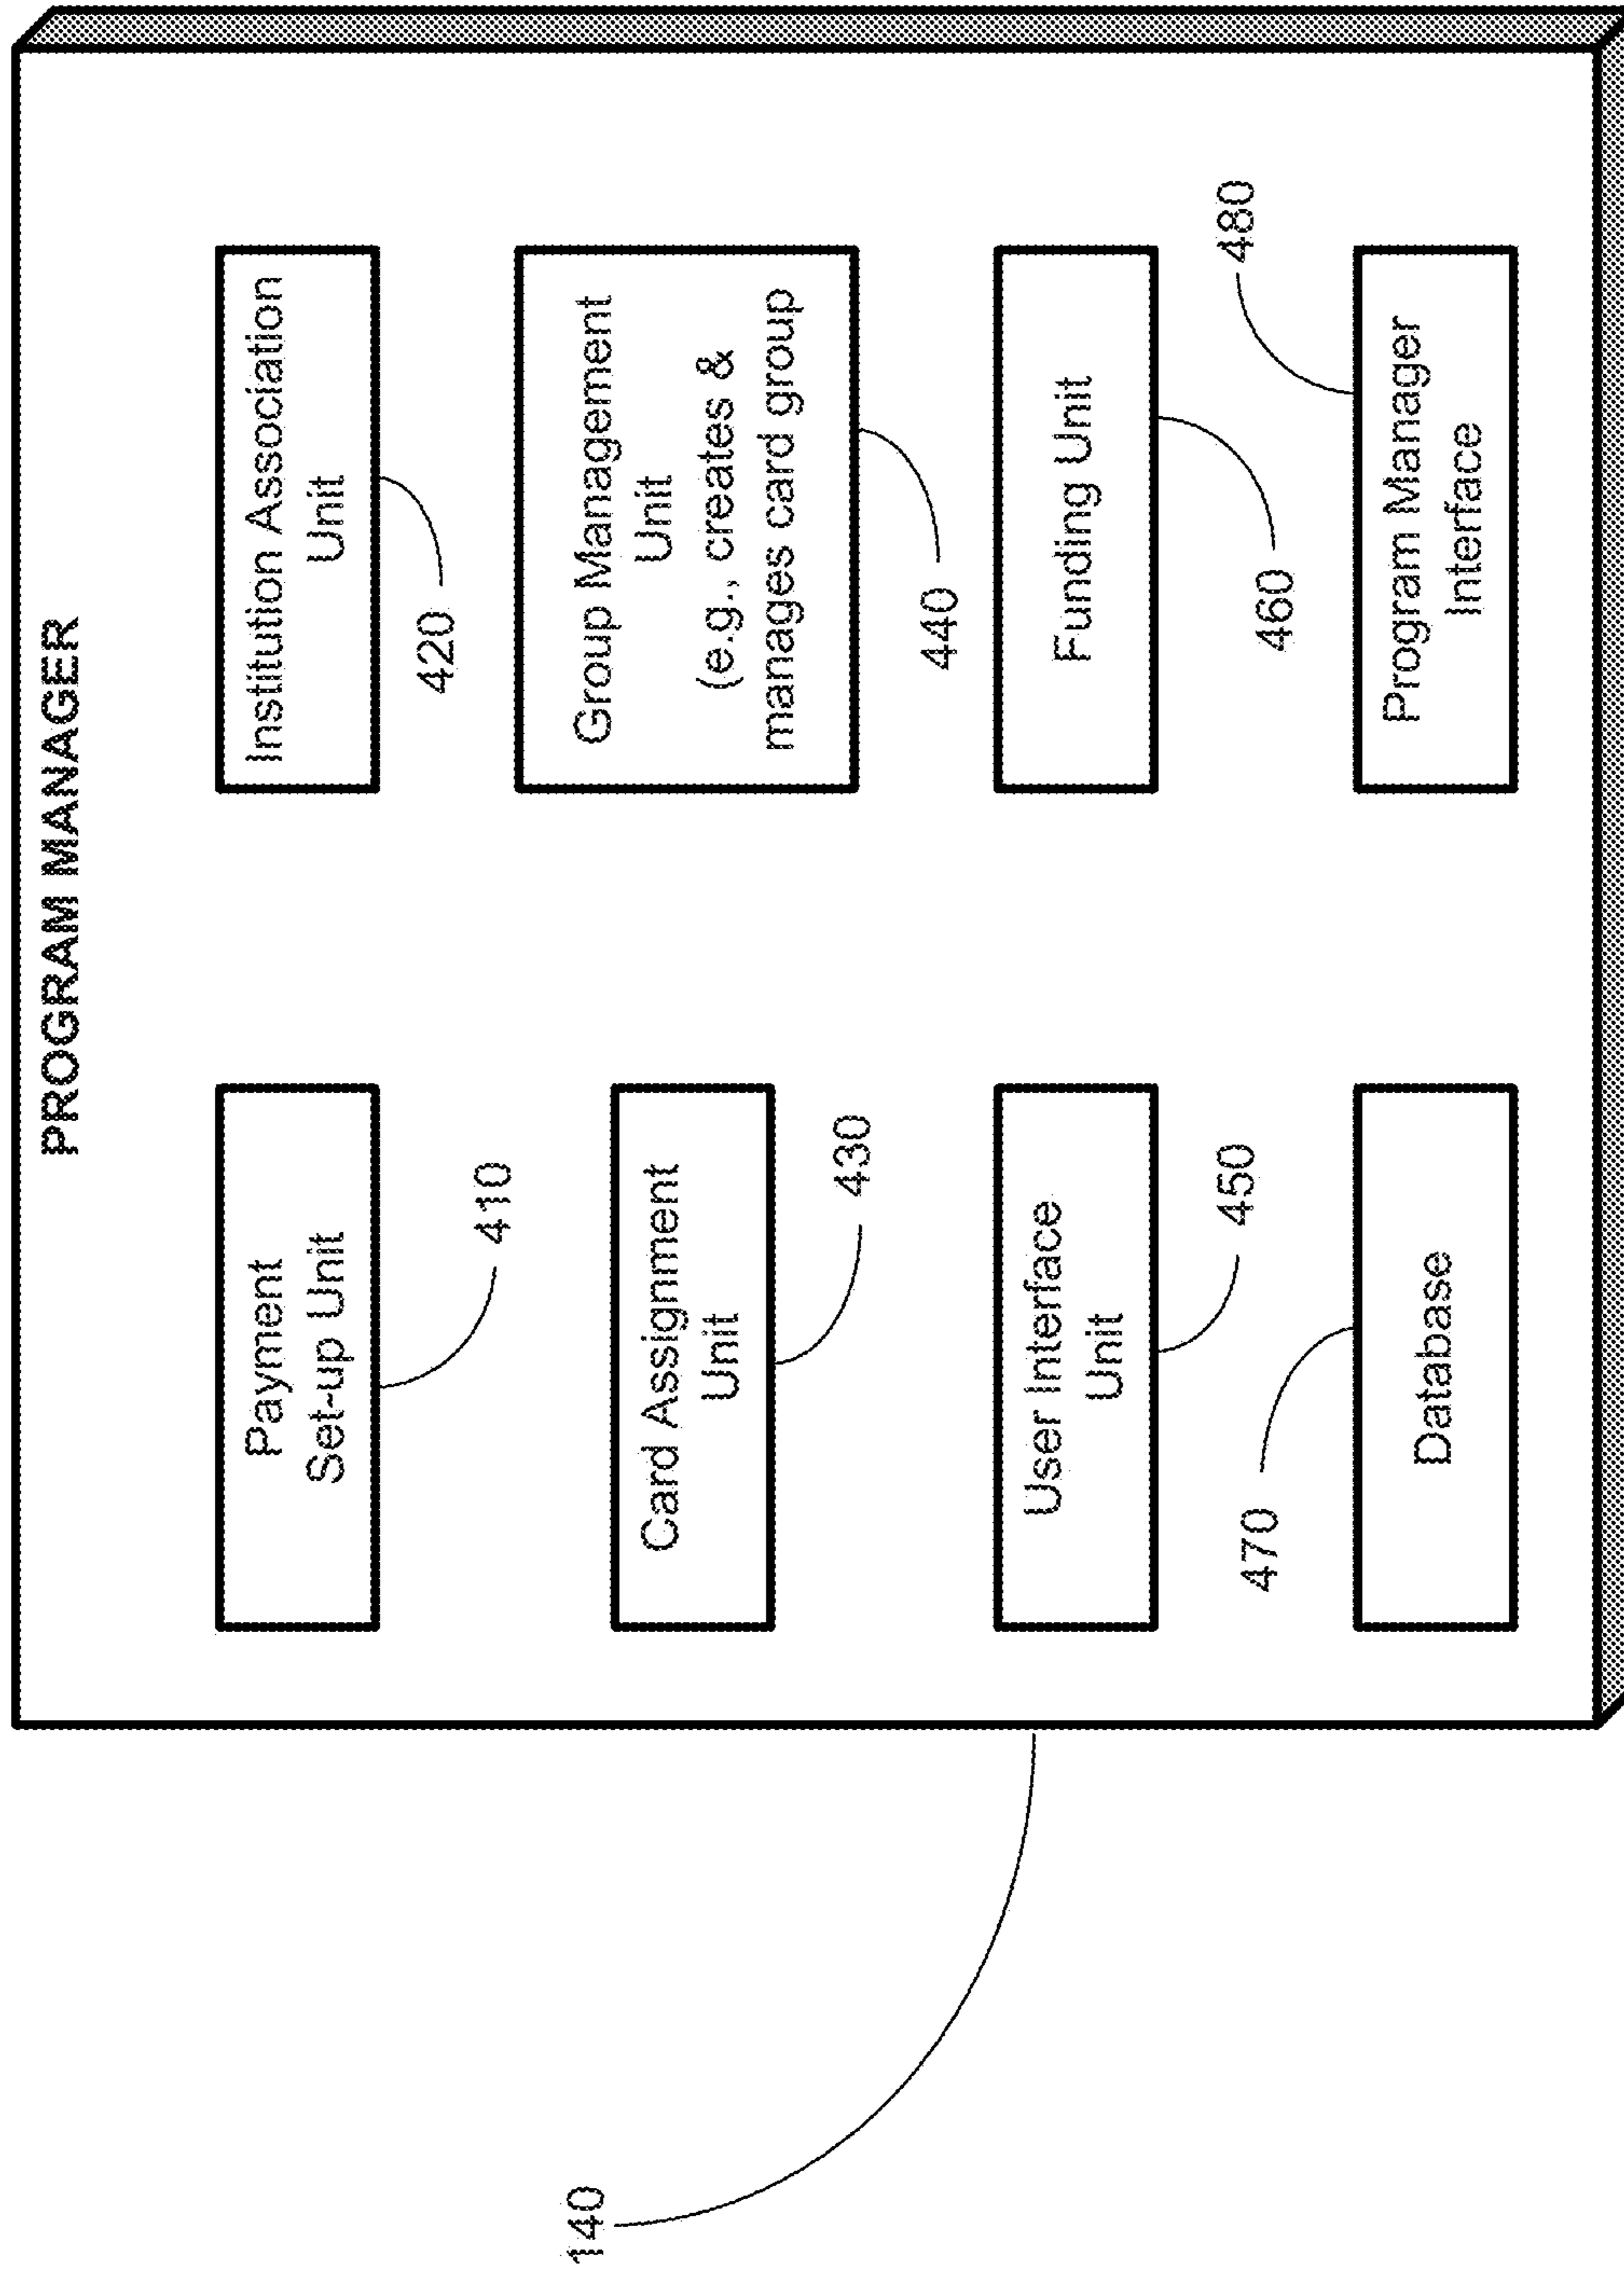 PROGRAM MANAGER
Payment
Set-up Unit
410
Institution Association
Unit
420
Card Assignment
Unit
430
Group Management
Unit
(e.g., creates &
manages card group
440
User Interface
Unit
450
Funding Unit
460
470
Database
480
Program Manager
Interface
140